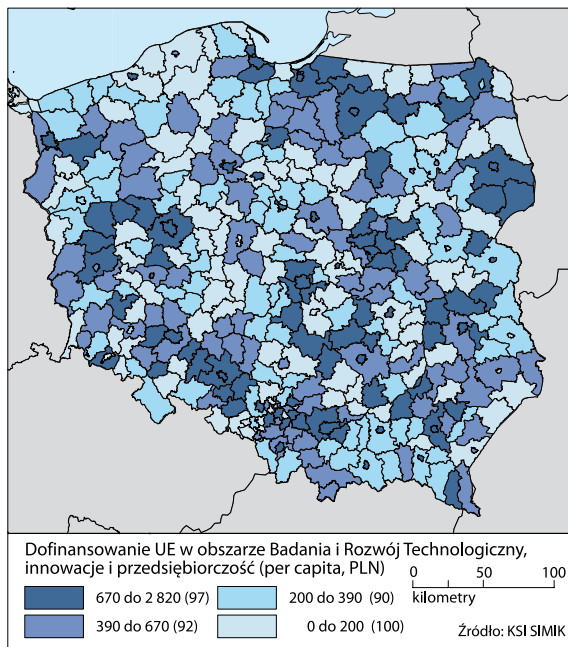 Dofinansowanie UE w obszarze Badania i Rozwój Technologiczny,
innowacje i przedsiębiorczość (per capita, PLN)
0 50 100
kilometry
670 do 2 820 (97)
200 do 390 (90)
390 do 670 (92)
0 do 200 (100)
Źródło: KSI SIMIK